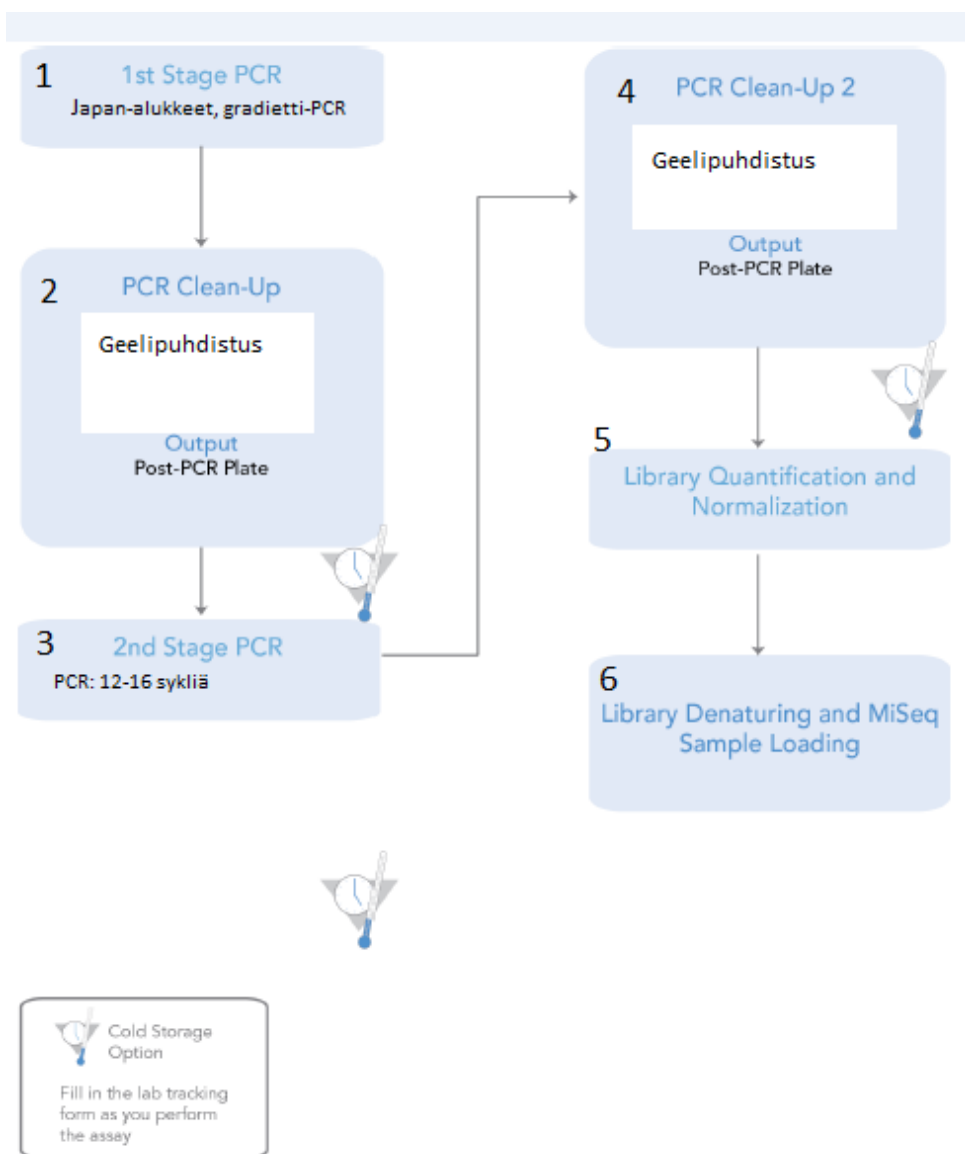 1
1st Stage PCR
Japan-alukkeet, gradietti-PCR
2
PCR Clean-Up
Geelipuhdistus
Output
Post-PCR Plate
3
2nd Stage PCR
PCR: 12-16 sykliä
4
PCR Clean-Up 2
Geelipuhdistus
Output
Post-PCR Plate
5
Library Quantification and
Normalization
6
Library Denaturing and MiSeq
Sample Loading
Cold Storage
Option
Fill in the lab tracking
form as you perform
the assay